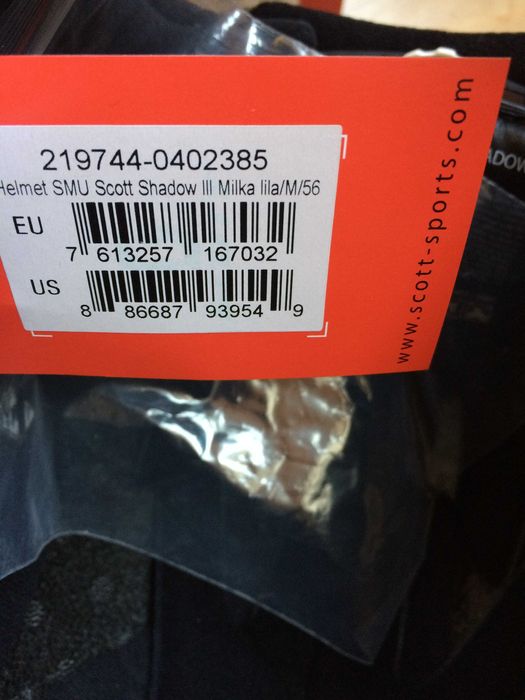 219744-0402385
Helmet SMU Scott Shadow III Milka lila/M/56
EU
7 613257 167032
US
8 86687 93954 9
www.scott-sports.com